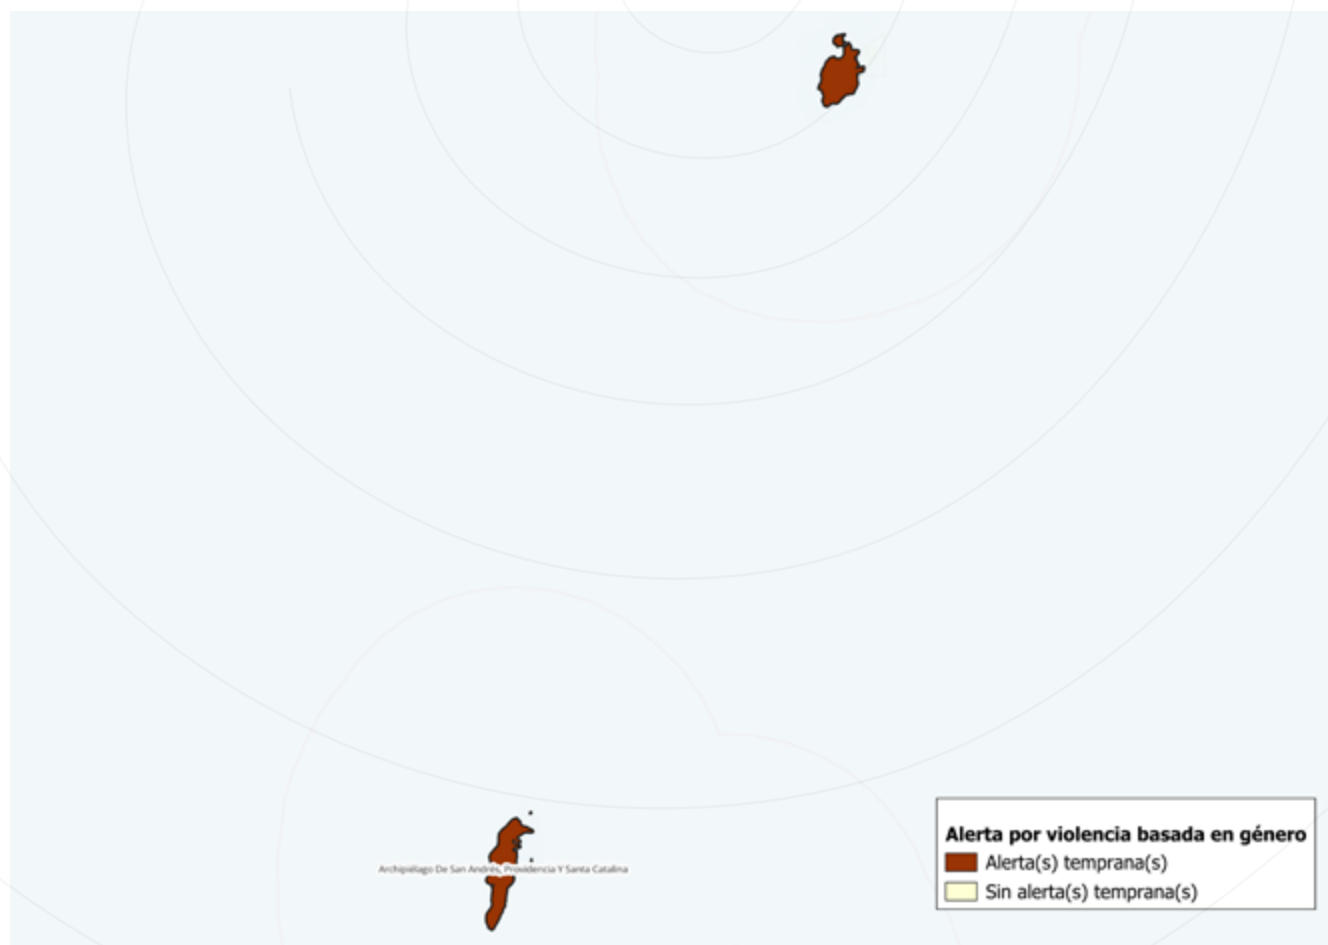 Archipiélago De San Andrés, Providencia Y Santa Catalina
Alerta por violencia basada en género
Alerta(s) temprana(s)
Sin alerta(s) temprana(s)